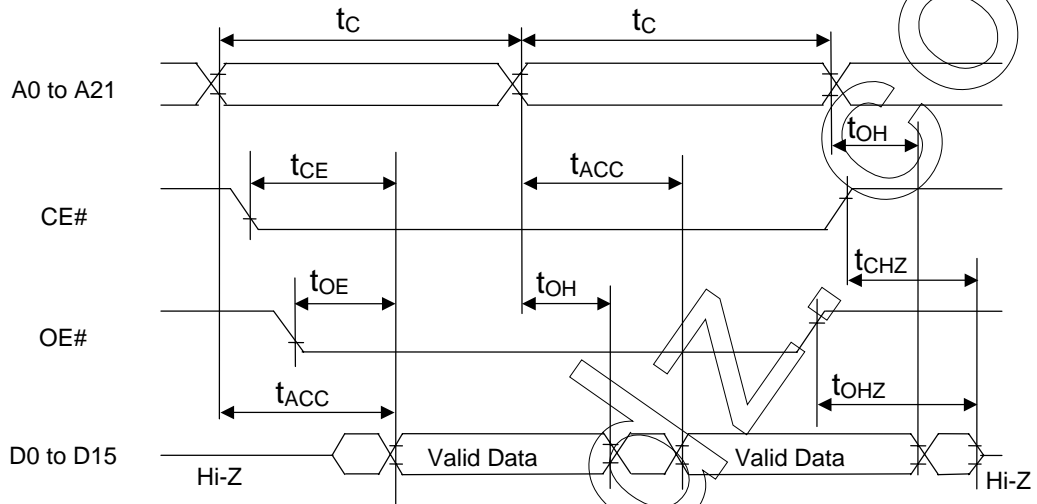 tC tC
A0 to A21
tOH
tCE tACC
CE#
tCHZ
tOE tOH
OE#
tOHZ
tACC
D0 to D15 Valid Data Valid Data
Hi-Z Hi-Z